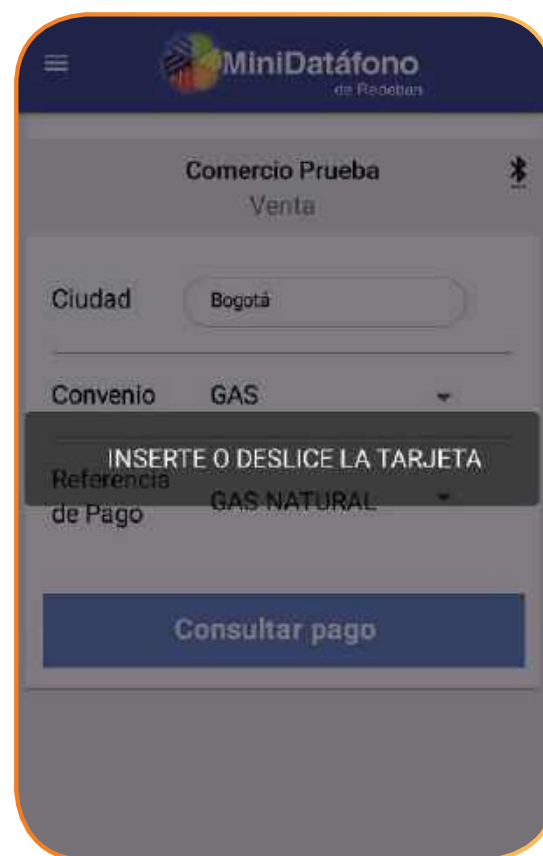 MiniDatáfono
de Redeban
Comercio Prueba
Venta
Ciudad
Bogotá
Convenio
GAS
INSERTE O DESLICE LA TARJETA
Referencia
de Pago
GAS NATURAL
Consultar pago